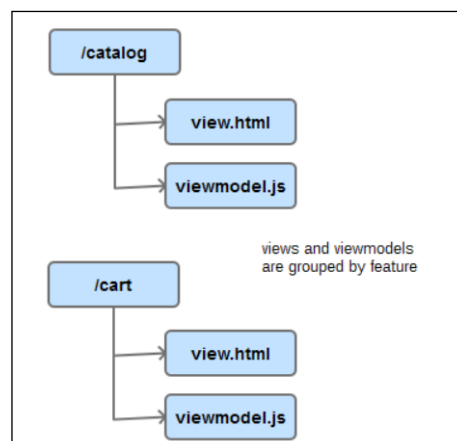 /catalog
view.html
viewmodel.js
views and viewmodels
are grouped by feature
/cart
view.html
viewmodel.js